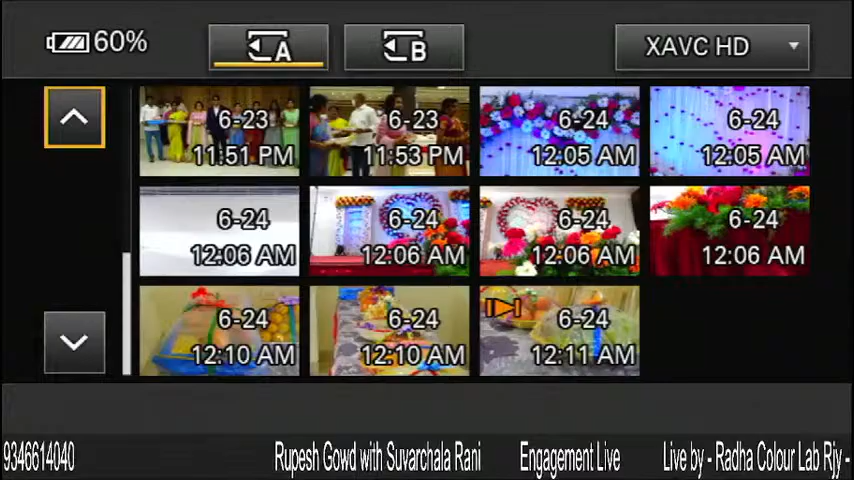 60% A B XAVC HD
6-23 6-23 6-24 6-24
11:51 PM 11:53 PM 12:05 AM 12:05 AM
6-24 6-24 6-24 6-24
12:06 AM 12:06 AM 12:06 AM 12:06 AM
6-24 6-24 6-24
12:10 AM 12:10 AM 12:11 AM
9346614040 Rupesh Gowd with Suvarchala Rani Engagement Live Live by - Radha Colour Lab Rjy -